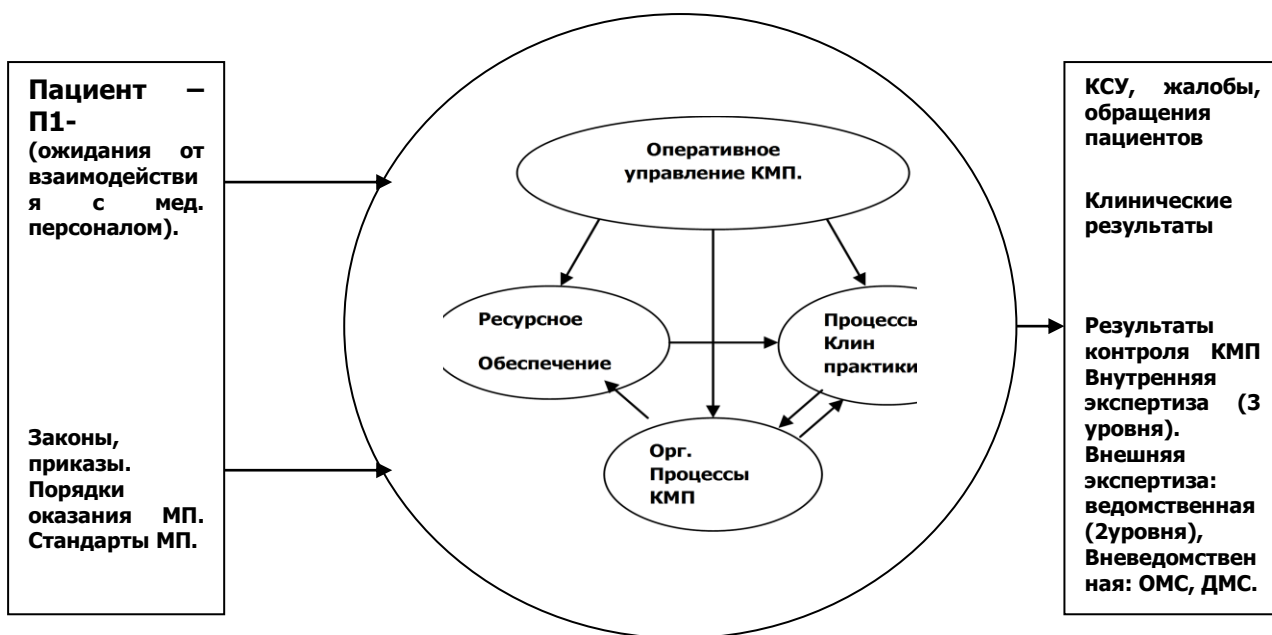 Пациент –
П1-
(ожидания от
взаимодействи
я с мед.
персоналом).
Законы,
приказы.
Порядки
оказания МП.
Стандарты МП.
Оперативное
управление КМП.
Ресурсное
Обеспечение
Процессы
Клин
практики
Орг.
Процессы
КМП
КСУ, жалобы,
обращения
пациентов
Клинические
результаты
Результаты
контроля КМП
Внутренняя
экспертиза (3
уровня).
Внешняя
экспертиза:
ведомственная
(2уровня),
Вневедомствен
ная: ОМС, ДМС.